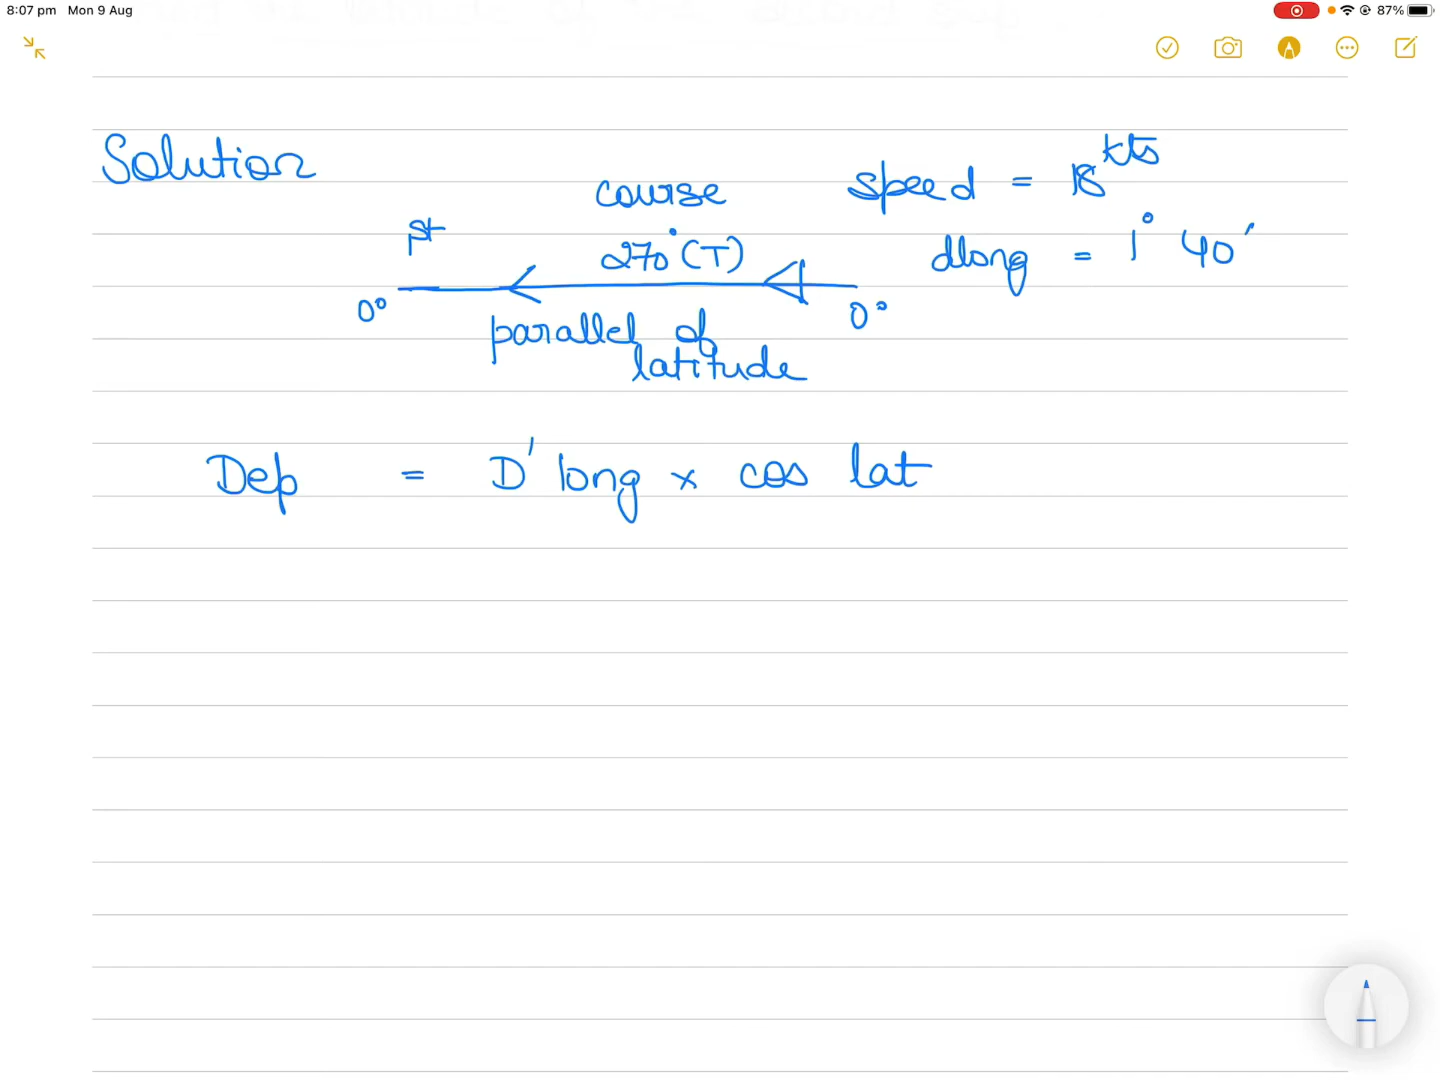 8:07 pm Mon 9 Aug 87%
Solution
course speed = 18 kts
1st 270°(T) dlong = 1° 40'
0° 0°
parallel of
latitude
Dep = D'long × cos lat